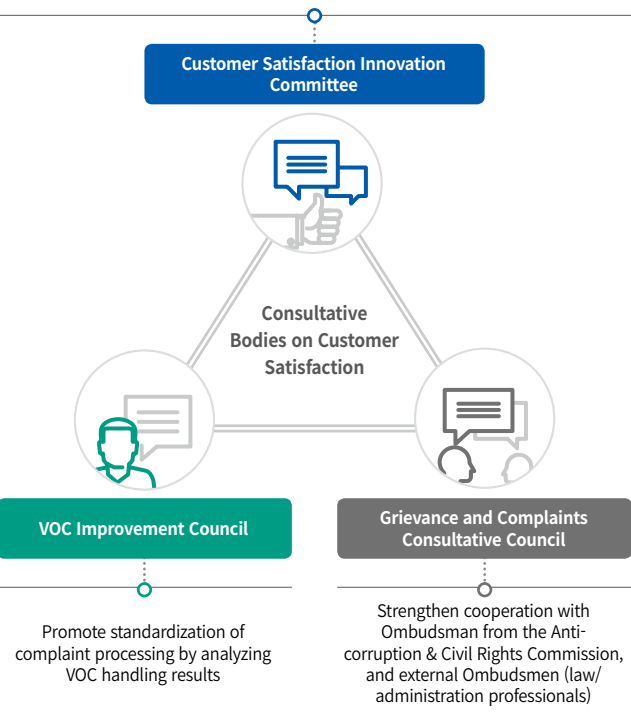 Customer Satisfaction Innovation
Committee
Consultative
Bodies on Customer
Satisfaction
VOC Improvement Council
Grievance and Complaints
Consultative Council
Promote standardization of
complaint processing by analyzing
VOC handling results
Strengthen cooperation with
Ombudsman from the Anti-
corruption & Civil Rights Commission,
and external Ombudsmen (law/
administration professionals)